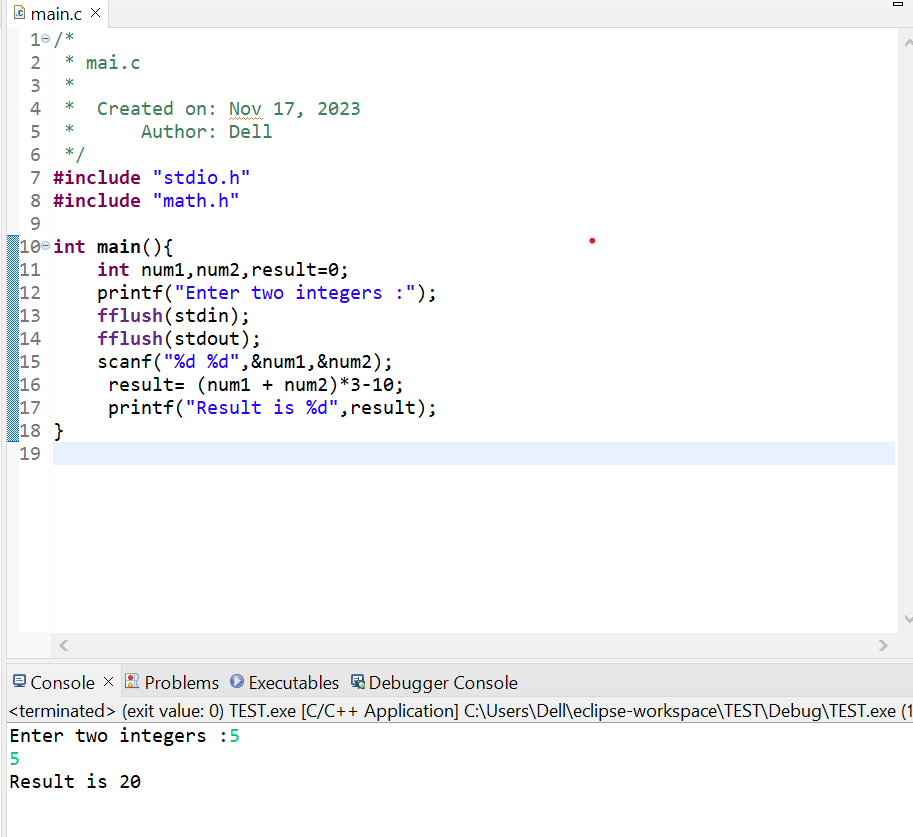 main.c
1 /*
2  * mai.c
3  *
4  *  Created on: Nov 17, 2023
5  *      Author: Dell
6  */
7 #include "stdio.h"
8 #include "math.h"
9
10 int main(){
11     int num1,num2,result=0;
12     printf("Enter two integers :");
13     fflush(stdin);
14     fflush(stdout);
15     scanf("%d %d",&num1,&num2);
16      result= (num1 + num2)*3-10;
17      printf("Result is %d",result);
18 }
19
Console Problems Executables Debugger Console
<terminated> (exit value: 0) TEST.exe [C/C++ Application] C:\Users\Dell\eclipse-workspace\TEST\Debug\TEST.exe (1
Enter two integers :5
5
Result is 20